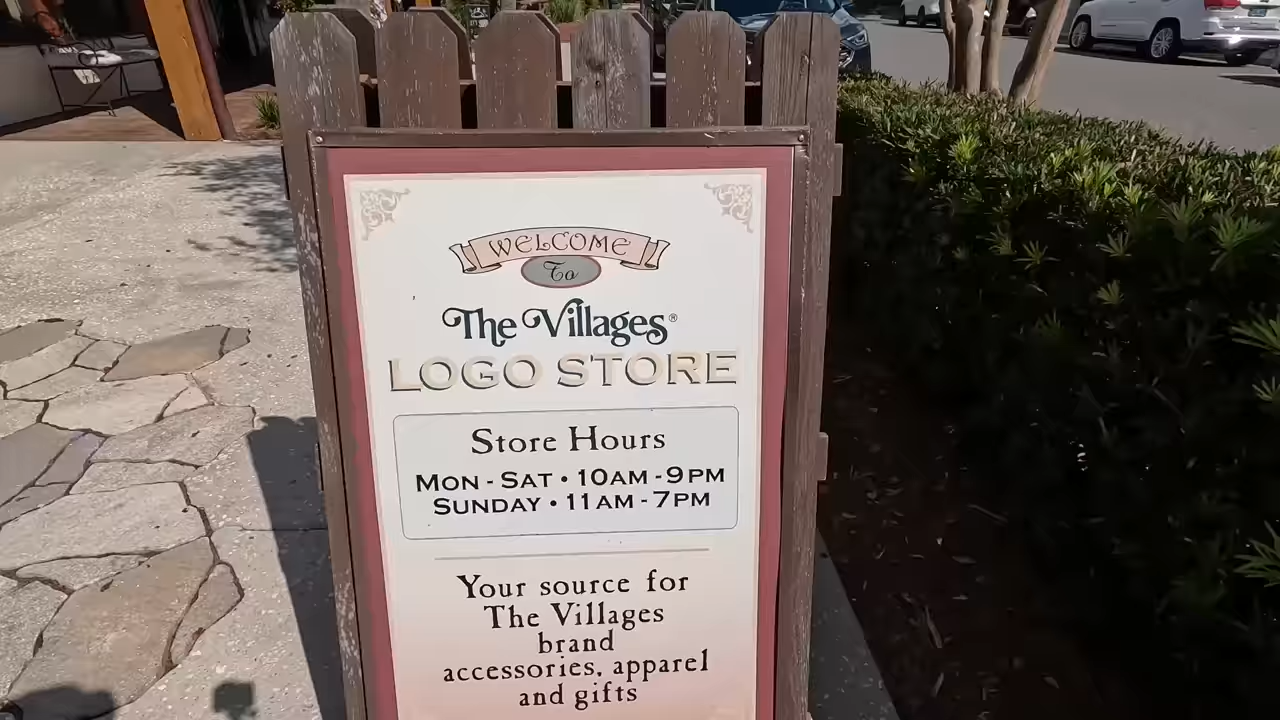 WELCOME
To
The Villages®
LOGO STORE
Store Hours
MON - SAT • 10AM - 9PM
SUNDAY • 11AM - 7PM
Your source for
The Villages
brand
accessories, apparel
and gifts